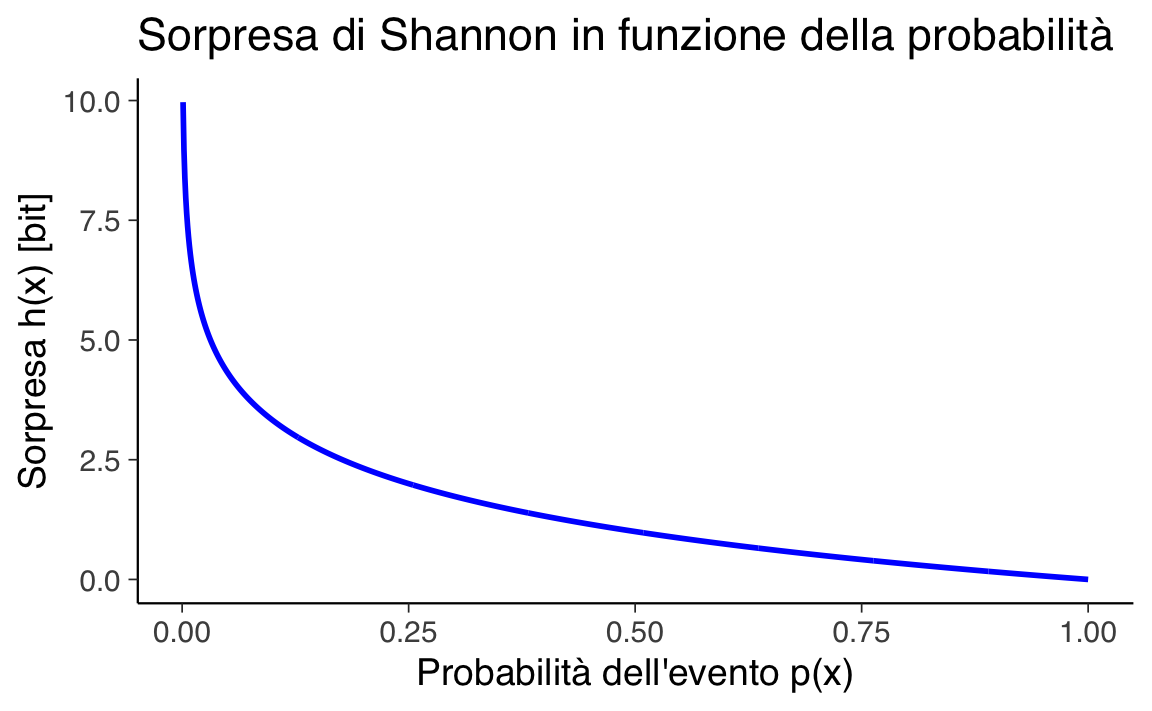 Sorpresa di Shannon in funzione della probabilità
Sorpresa h(x) [bit]
10.0
7.5
5.0
2.5
0.0
0.00 0.25 0.50 0.75 1.00
Probabilità dell'evento p(x)